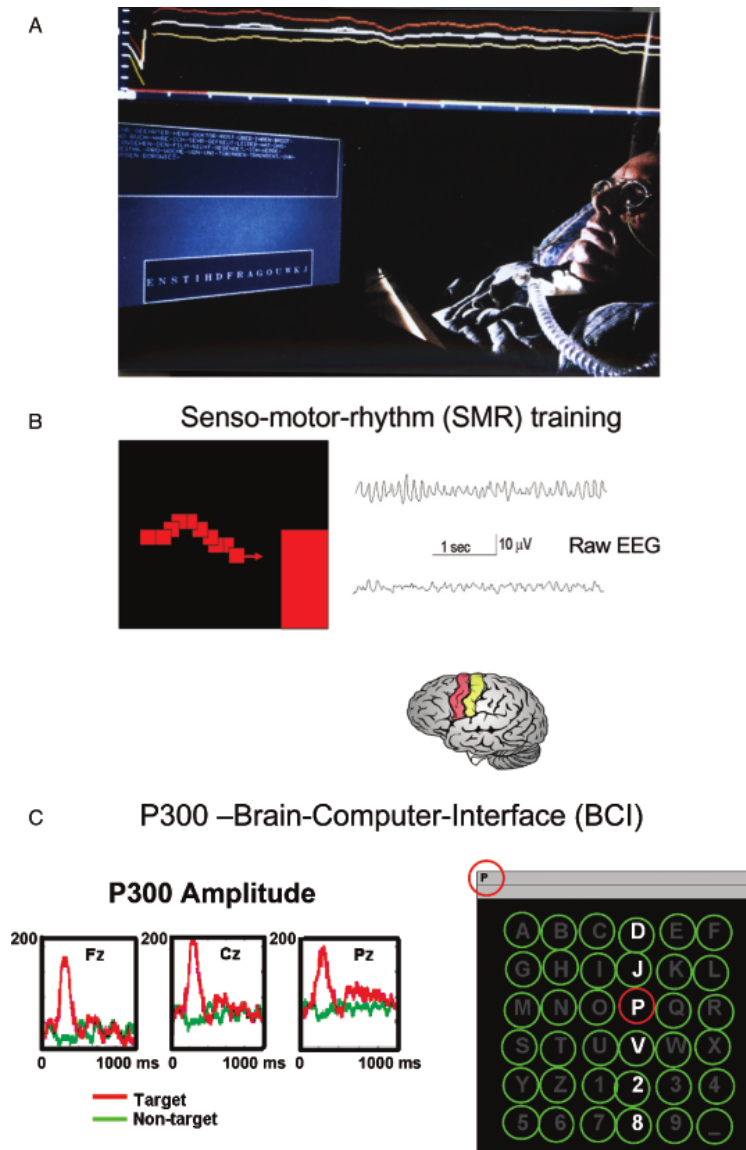 A
ENSTIHDFRAGOUWKJ
B
Senso-motor-rhythm (SMR) training
1 sec
10 µV
Raw EEG
C
P300 –Brain-Computer-Interface (BCI)
P300 Amplitude
200
Fz
200
Cz
200
Pz
0 1000 ms
0 1000 ms
0 1000 ms
Target
Non-target
P
A B C D E F
G H I J K L
M N O P Q R
S T U V W X
Y Z 1 2 3 4
5 6 7 8 9 _